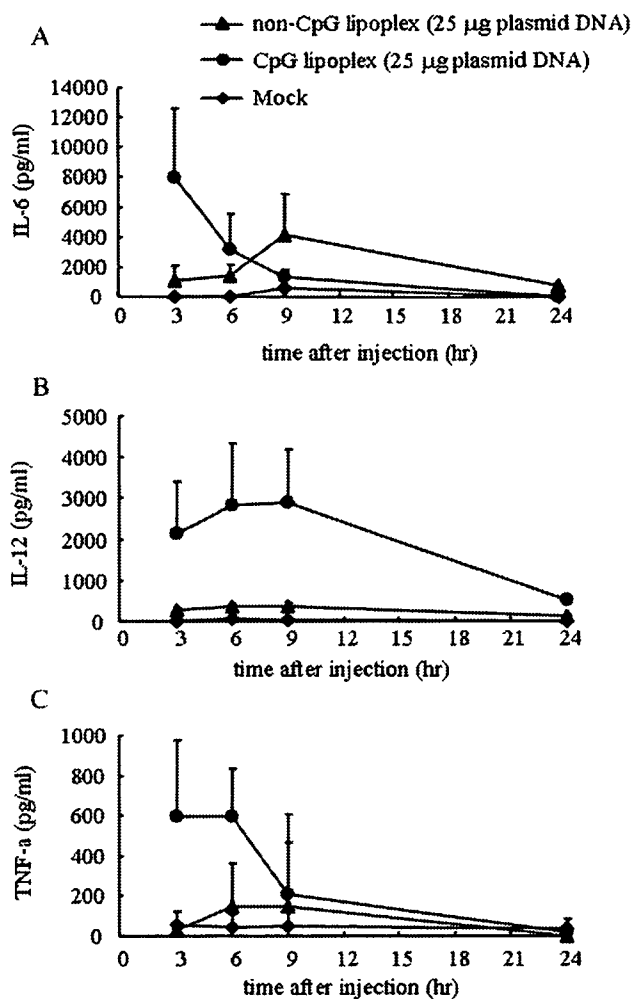 A
non-CpG lipoplex (25 μg plasmid DNA)
CpG lipoplex (25 μg plasmid DNA)
Mock
IL-6 (pg/ml)
14000
12000
10000
8000
6000
4000
2000
0
0 3 6 9 12 15 18 21 24
time after injection (hr)
B
IL-12 (pg/ml)
5000
4000
3000
2000
1000
0
0 3 6 9 12 15 18 21 24
time after injection (hr)
C
TNF-a (pg/ml)
1000
800
600
400
200
0
0 3 6 9 12 15 18 21 24
time after injection (hr)